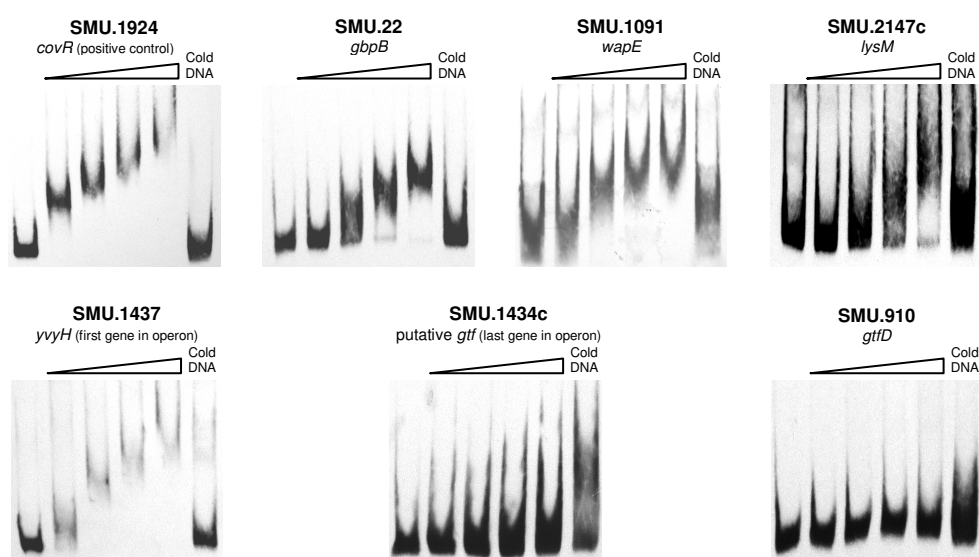 SMU.1924
covR (positive control)
Cold
DNA
SMU.22
gbpB
Cold
DNA
SMU.1091
wapE
Cold
DNA
SMU.2147c
lysM
Cold
DNA
SMU.1437
yvyH (first gene in operon)
Cold
DNA
SMU.1434c
putative gtf (last gene in operon)
Cold
DNA
SMU.910
gtfD
Cold
DNA